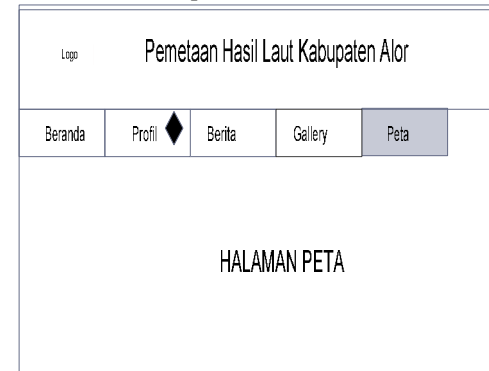 Logo Pemetaan Hasil Laut Kabupaten Alor
Beranda Profil Berita Gallery Peta
HALAMAN PETA